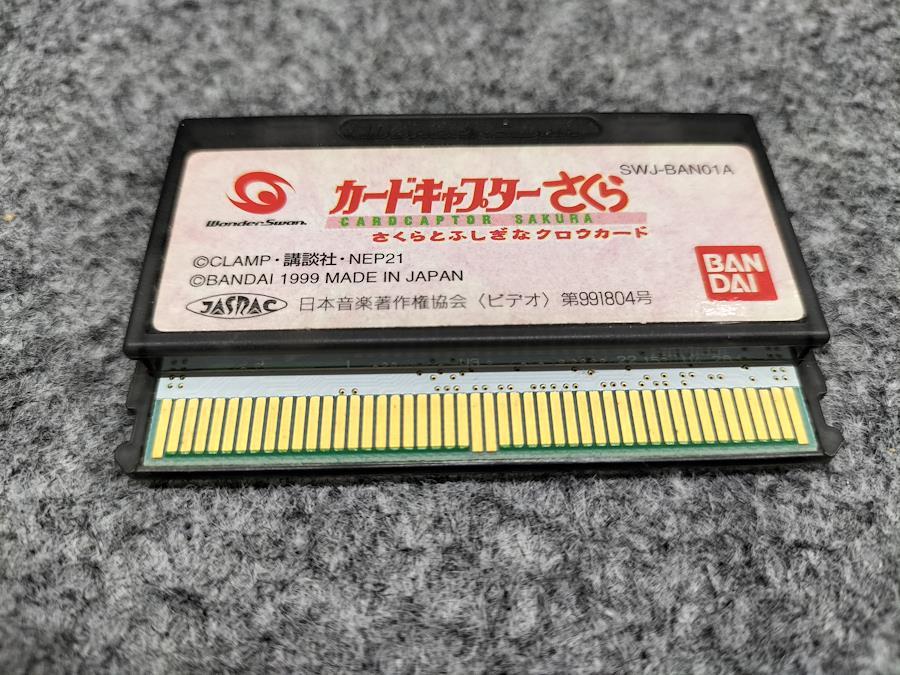 SWJ-BAN01A
WonderSwan
カードキャプターさくら
CARDCAPTOR SAKURA
さくらとふしぎなクロウカード
©CLAMP・講談社・NEP21
©BANDAI 1999 MADE IN JAPAN
BAN
DAI
JASRAC
日本音楽著作権協会〈ビデオ〉第991804号